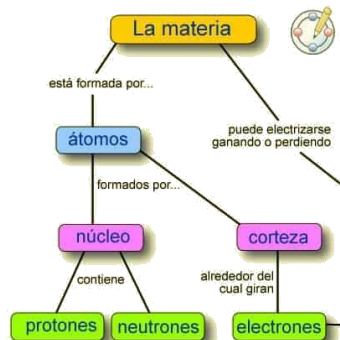 La materia
está formada por...
puede electrizarse
ganando o perdiendo
átomos
formados por...
núcleo
corteza
contiene
alrededor del
cual giran
protones
neutrones
electrones